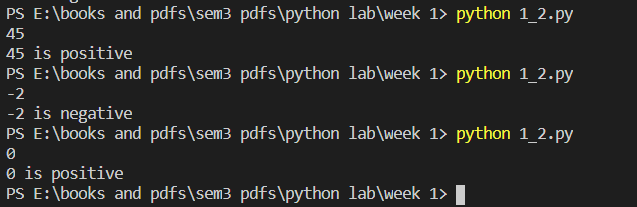 PS E:\books and pdfs\sem3 pdfs\python lab\week 1> python 1_2.py
45
45 is positive
PS E:\books and pdfs\sem3 pdfs\python lab\week 1> python 1_2.py
-2
-2 is negative
PS E:\books and pdfs\sem3 pdfs\python lab\week 1> python 1_2.py
0
0 is positive
PS E:\books and pdfs\sem3 pdfs\python lab\week 1>